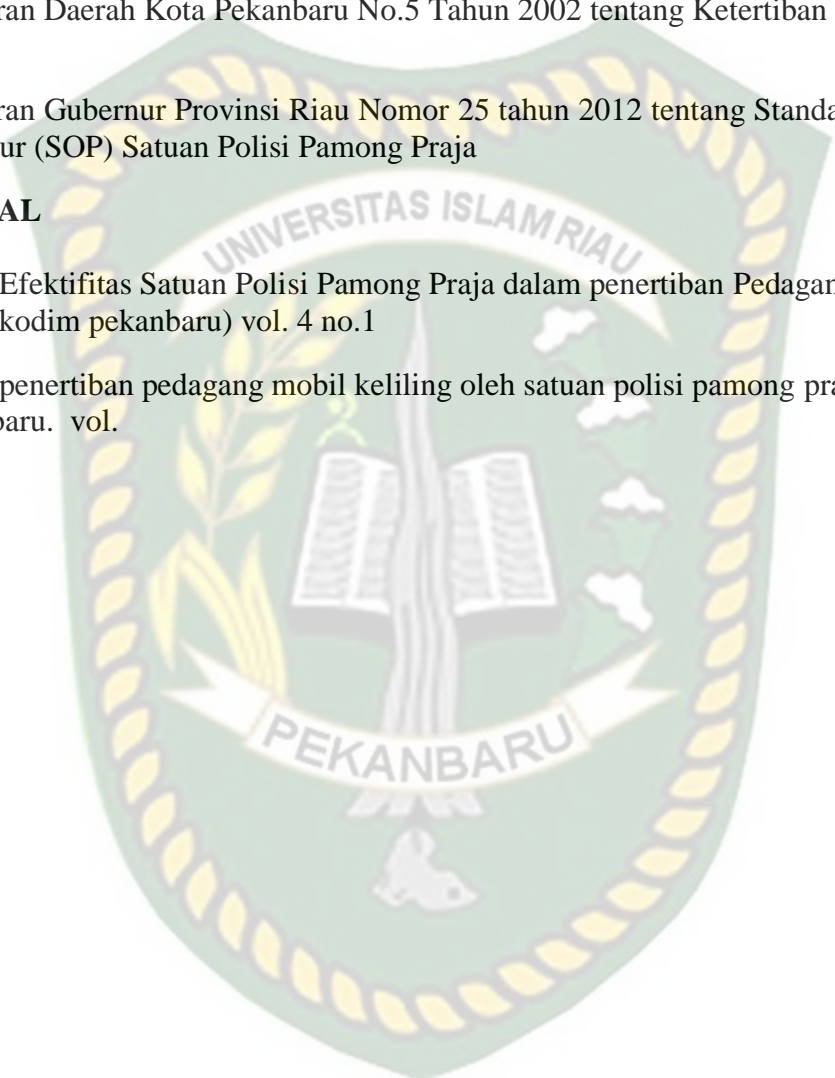 ran Daerah Kota Pekanbaru No.5 Tahun 2002 tentang Ketertiban
ran Gubernur Provinsi Riau Nomor 25 tahun 2012 tentang Standa
ur (SOP) Satuan Polisi Pamong Praja
AL
Efektifitas Satuan Polisi Pamong Praja dalam penertiban Pedagan
kodim pekanbaru) vol. 4 no.1
penertiban pedagang mobil keliling oleh satuan polisi pamong pra
baru. vol.
UNIVERSITAS ISLAM RIAU
PEKANBARU